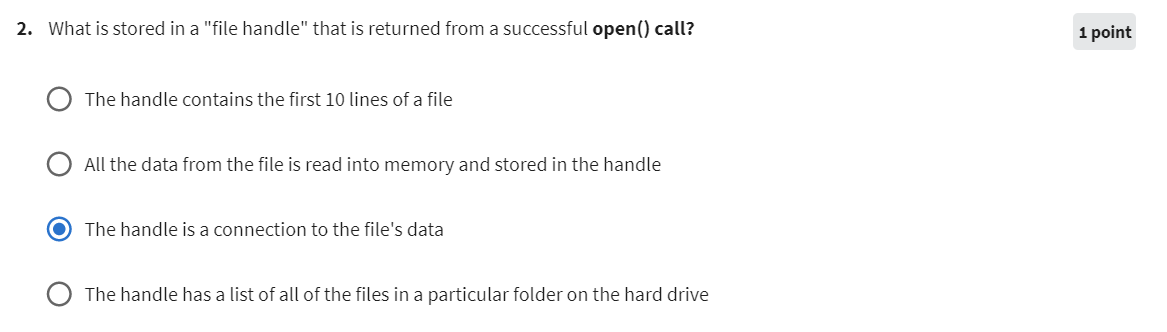 2. What is stored in a "file handle" that is returned from a successful open() call?
1 point
The handle contains the first 10 lines of a file
All the data from the file is read into memory and stored in the handle
The handle is a connection to the file's data
The handle has a list of all of the files in a particular folder on the hard drive